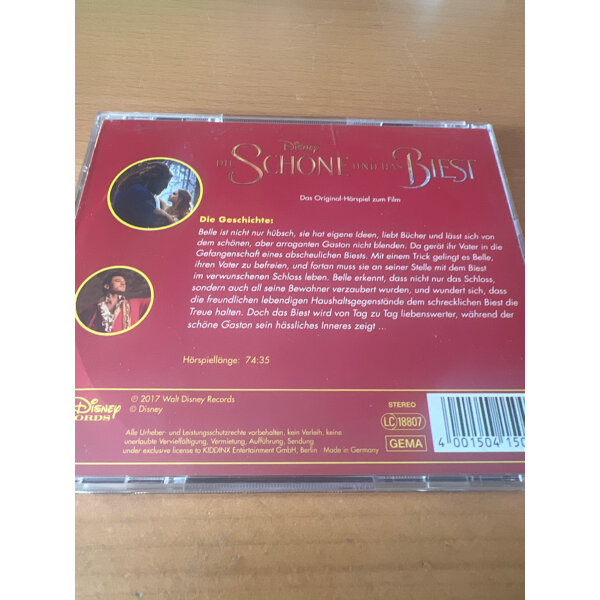 Disney
DIE SCHÖNE UND DAS BIEST
Das Original-Hörspiel zum Film
Die Geschichte:
Belle ist nicht nur hübsch, sie hat eigene Ideen, liebt Bücher und lässt sich von
dem schönen, aber arroganten Gaston nicht blenden. Da gerät ihr Vater in die
Gefangenschaft eines abscheulichen Biests. Mit einem Trick gelingt es Belle,
ihren Vater zu befreien, und fortan muss sie an seiner Stelle mit dem Biest
im verwunschenen Schloss leben. Belle erkennt, dass nicht nur das Schloss,
sondern auch all seine Bewohner verzaubert wurden, und wundert sich, dass
die freundlichen lebendigen Haushaltsgegenstände dem schrecklichen Biest die
Treue halten. Doch das Biest wird von Tag zu Tag liebenswerter, während der
schöne Gaston sein hässliches Inneres zeigt ...
Hörspiellänge: 74:35
Disney
ORDS
℗ 2017 Walt Disney Records
© Disney
Alle Urheber- und Leistungsschutzrechte vorbehalten, kein Verleih, keine
unerlaubte Vervielfältigung, Vermietung, Aufführung, Sendung
under exclusive license to KIDDINX Entertainment GmbH, Berlin Made in Germany
STEREO
LC 18807
GEMA
4 001504 150